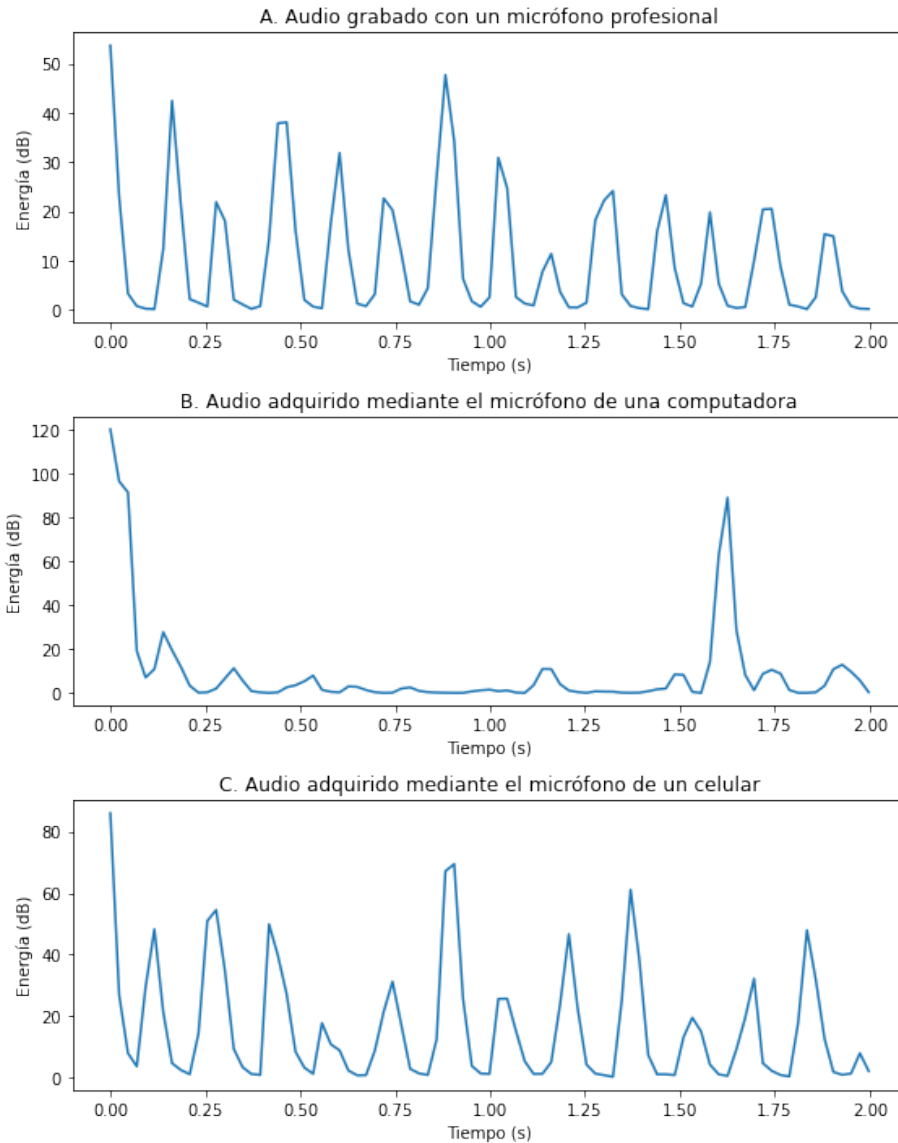 A. Audio grabado con un micrófono profesional
50
40
30
20
10
0
Energía (dB)
0.00 0.25 0.50 0.75 1.00 1.25 1.50 1.75 2.00
Tiempo (s)
B. Audio adquirido mediante el micrófono de una computadora
120
100
80
60
40
20
0
Energía (dB)
0.00 0.25 0.50 0.75 1.00 1.25 1.50 1.75 2.00
Tiempo (s)
C. Audio adquirido mediante el micrófono de un celular
80
60
40
20
0
Energía (dB)
0.00 0.25 0.50 0.75 1.00 1.25 1.50 1.75 2.00
Tiempo (s)